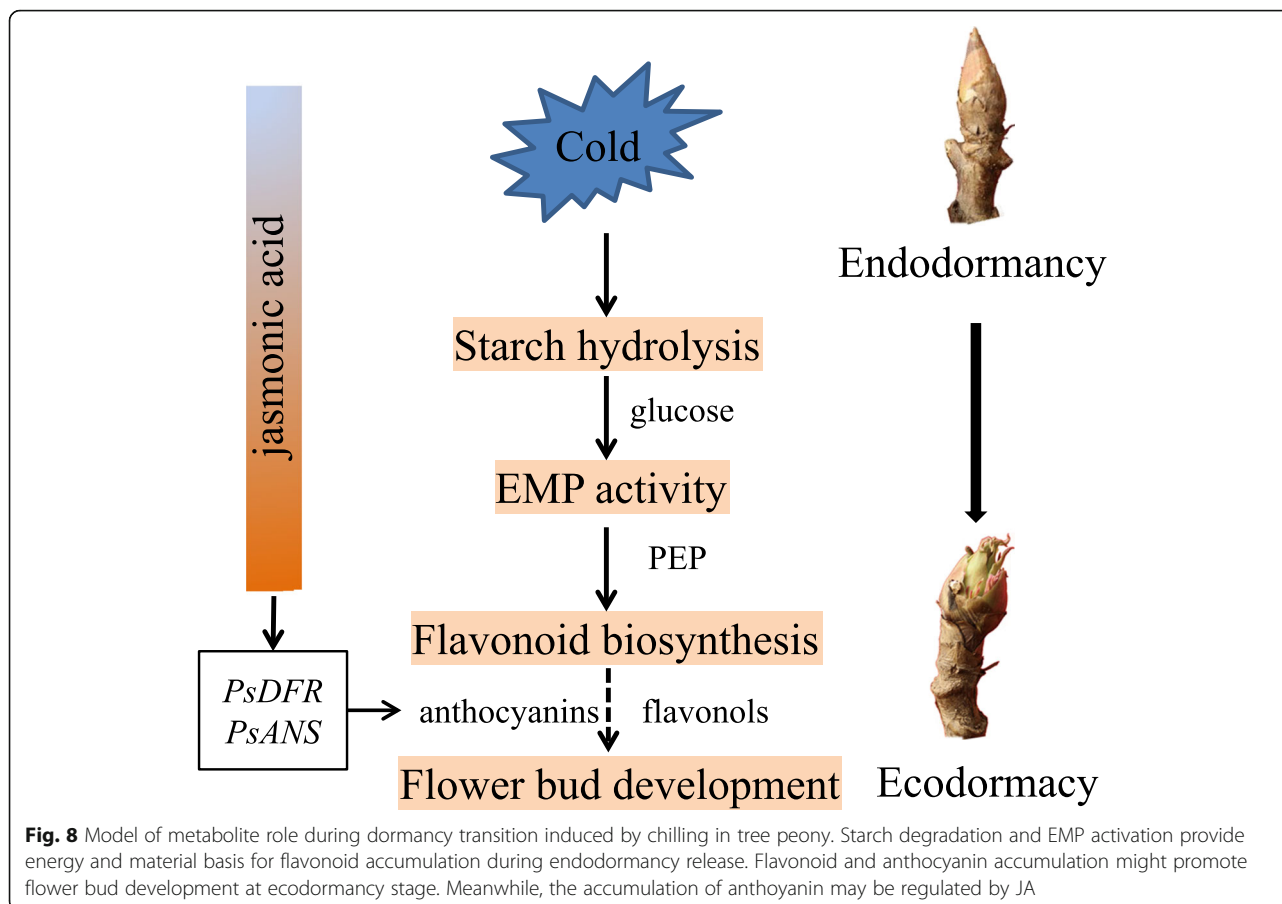 Cold
jasmonic acid
Endodormancy
Starch hydrolysis
glucose
EMP activity
PEP
Flavonoid biosynthesis
PsDFR
PsANS
anthocyanins
flavonols
Flower bud development
Ecodormacy
Fig. 8 Model of metabolite role during dormancy transition induced by chilling in tree peony. Starch degradation and EMP activation provide
energy and material basis for flavonoid accumulation during endodormancy release. Flavonoid and anthocyanin accumulation might promote
flower bud development at ecodormancy stage. Meanwhile, the accumulation of anthoyanin may be regulated by JA